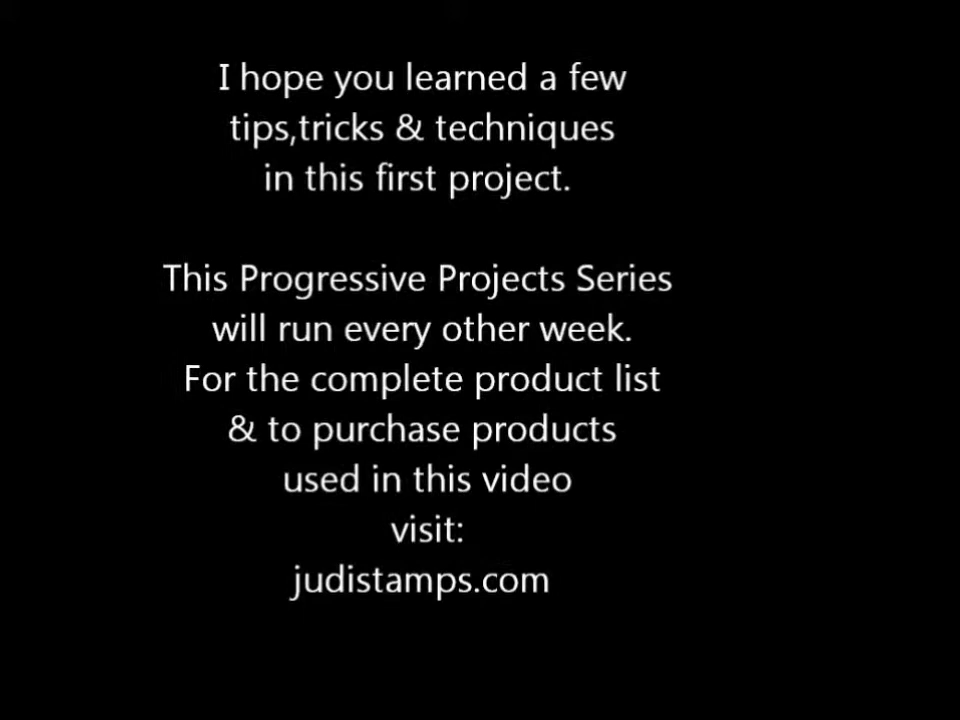 I hope you learned a few
tips,tricks & techniques
in this first project.
This Progressive Projects Series
will run every other week.
For the complete product list
& to purchase products
used in this video
visit:
judistamps.com